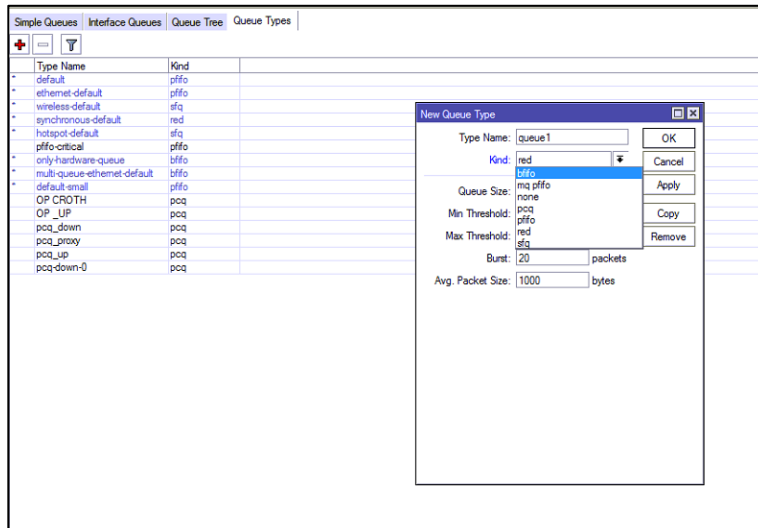 Simple Queues Interface Queues Queue Tree Queue Types
Type Name Kind
* default pfifo
* ethernet-default pfifo
* wireless-default sfq
* synchronous-default red
* hotspot-default sfq
pfifo-critical pfifo
* only-hardware-queue bfifo
* multi-queue-ethernet-default bfifo
* default-small pfifo
OP CROTH pcq
OP _UP pcq
pcq_down pcq
pcq_proxy pcq
pcq_up pcq
pcq-down-0 pcq
New Queue Type
Type Name: queue1 OK
Kind: red Cancel
bfifo
mq pfifo
none
pcq
pfifo
red
sfq
Queue Size: Apply
Min Threshold: Copy
Max Threshold: Remove
Burst: 20 packets
Avg. Packet Size: 1000 bytes